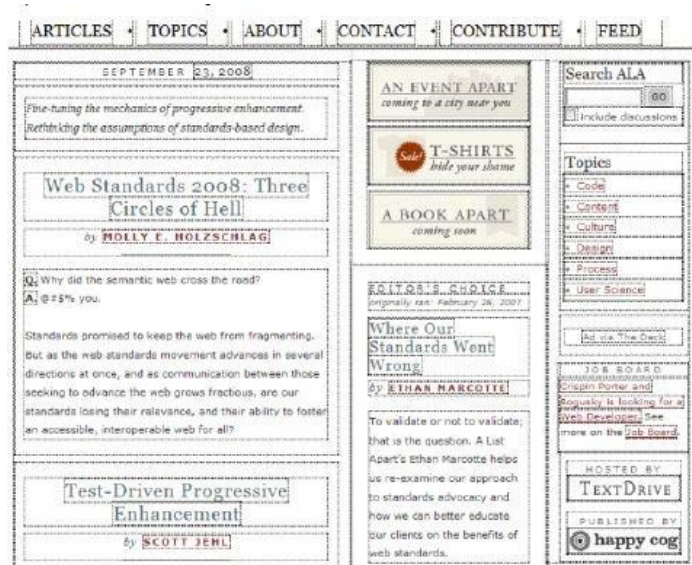 ARTICLES • TOPICS • ABOUT • CONTACT • CONTRIBUTE • FEED
SEPTEMBER 23, 2008
Fine-tuning the mechanics of progressive enhancement.
Rethinking the assumptions of standards-based design.
Web Standards 2008: Three
Circles of Hell
by MOLLY E. HOLZSCHLAG
Q. Why did the semantic web cross the road?
A. @#$% you.
Standards promised to keep the web from fragmenting.
But as the web standards movement advances in several
directions at once, and as communication between those
seeking to advance the web grows fractious, are our
standards losing their relevance, and their ability to foster
an accessible, interoperable web for all?
Test-Driven Progressive
Enhancement
by SCOTT JEHL
AN EVENT APART
coming to a city near you
Sale! T-SHIRTS
hide your shame
A BOOK APART
coming soon
EDITOR'S CHOICE
originally ran: February 26, 2007
Where Our
Standards Went
Wrong
by ETHAN MARCOTTE
To validate or not to validate;
that is the question. A List
Apart's Ethan Marcotte helps
us re-examine our approach
to standards advocacy and
how we can better educate
our clients on the benefits of
web standards.
Search ALA
GO
Include discussions
Topics
• Code
• Content
• Culture
• Design
• Process
• User Science
Ad via The Deck
JOB BOARD
Crispin Porter and
Bogusky is looking for a
Web Developer. See
more on the Job Board.
HOSTED BY
TEXTDRIVE
PUBLISHED BY
happy cog